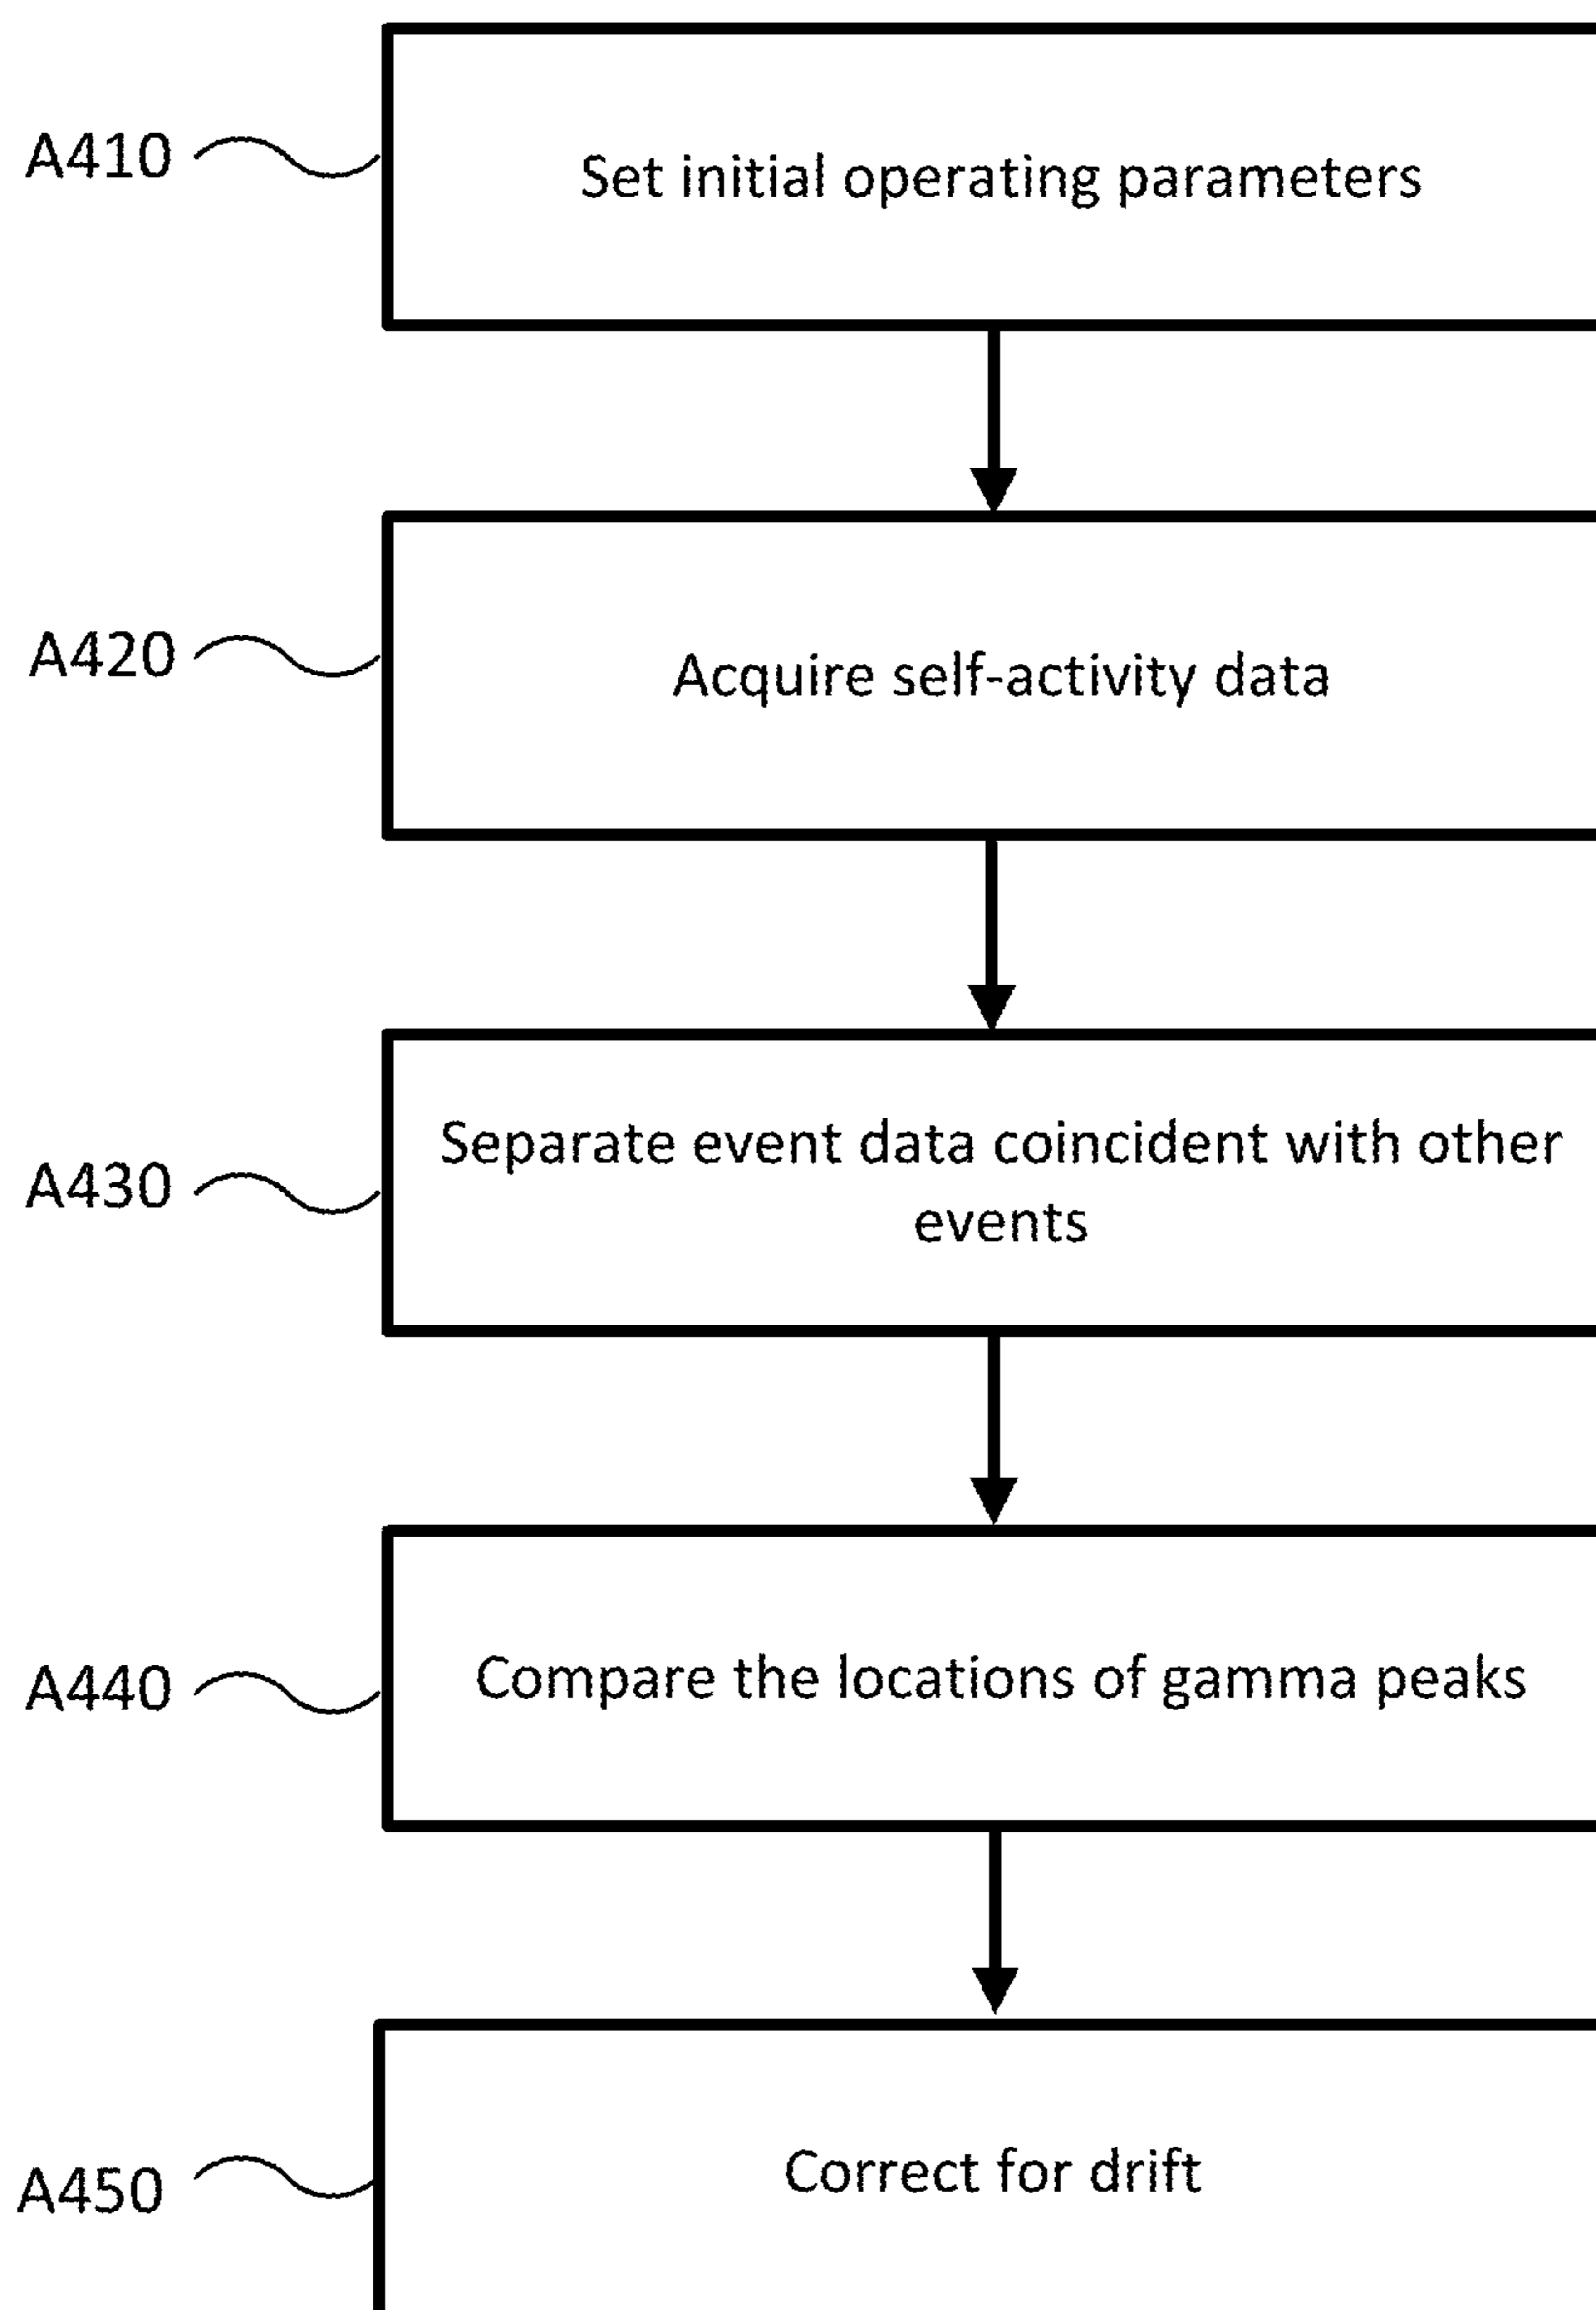 A410
Set initial operating parameters
A420
Acquire self-activity data
A430
Separate event data coincident with other
events
A440
Compare the locations of gamma peaks
A450
Correct for drift